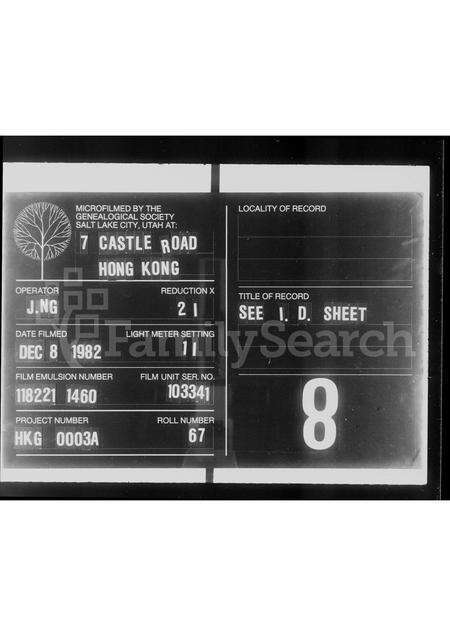 MICROFILMED BY THE
GENEALOGICAL SOCIETY
SALT LAKE CITY, UTAH AT:
7 CASTLE ROAD
HONG KONG
OPERATOR REDUCTION X
J.NG 21
DATE FILMED LIGHT METER SETTING
DEC 8 1982 11
FILM EMULSION NUMBER FILM UNIT SER. NO.
118221 1460 103341
PROJECT NUMBER ROLL NUMBER
HKG 0003A 67
LOCALITY OF RECORD
TITLE OF RECORD
SEE I. D. SHEET
8
FamilySearch